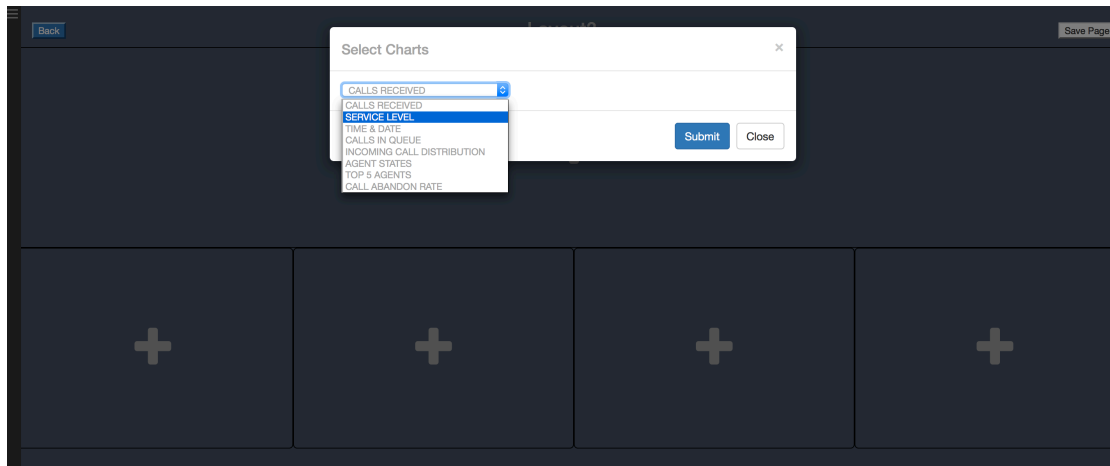 Back
Save Page
Select Charts
×
CALLS RECEIVED
CALLS RECEIVED
SERVICE LEVEL
TIME & DATE
CALLS IN QUEUE
INCOMING CALL DISTRIBUTION
AGENT STATES
TOP 5 AGENTS
CALL ABANDON RATE
Submit
Close